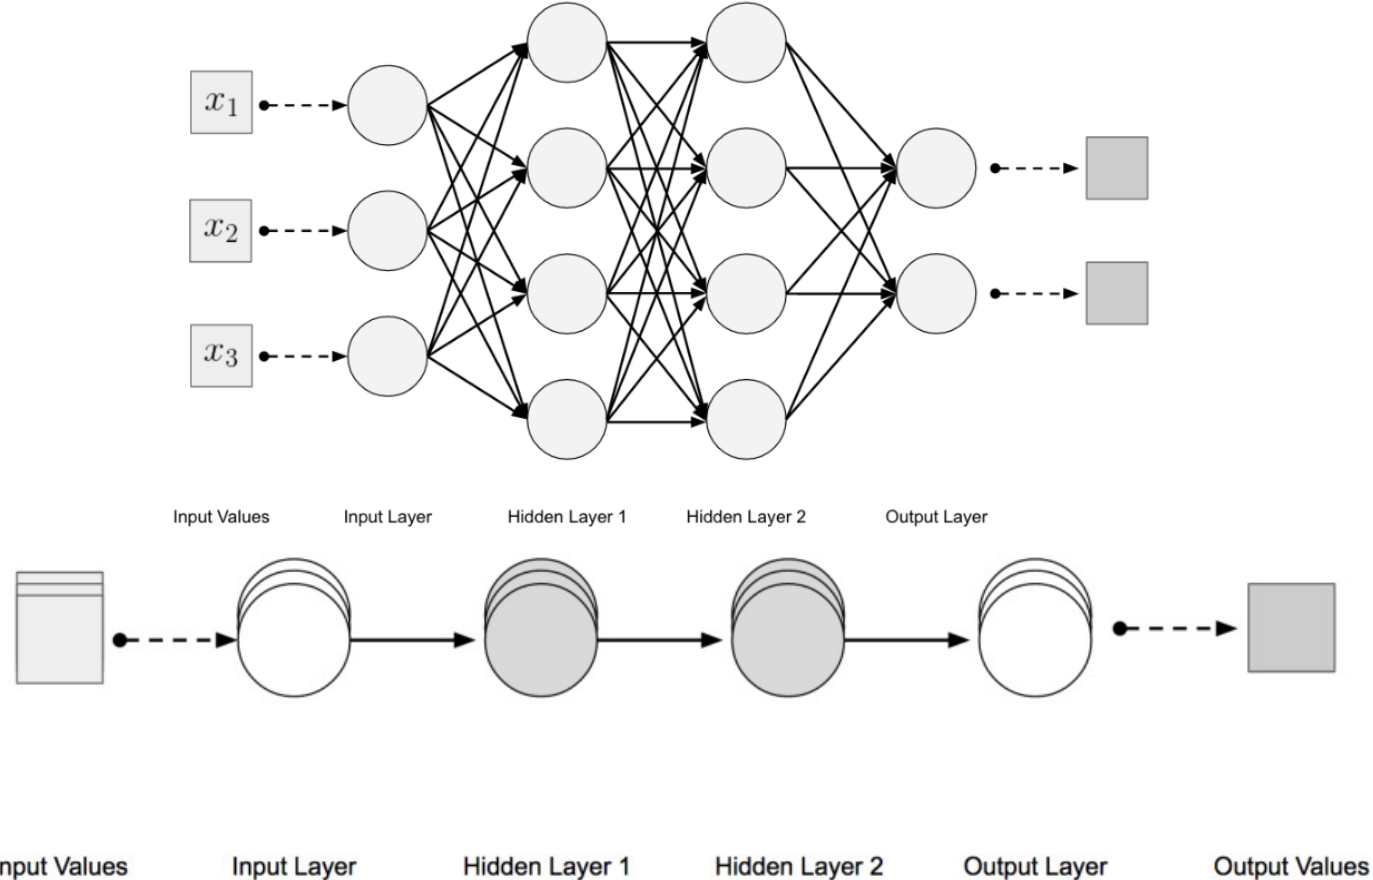 x1
x2
x3
Input Values Input Layer Hidden Layer 1 Hidden Layer 2 Output Layer
nput Values Input Layer Hidden Layer 1 Hidden Layer 2 Output Layer Output Values